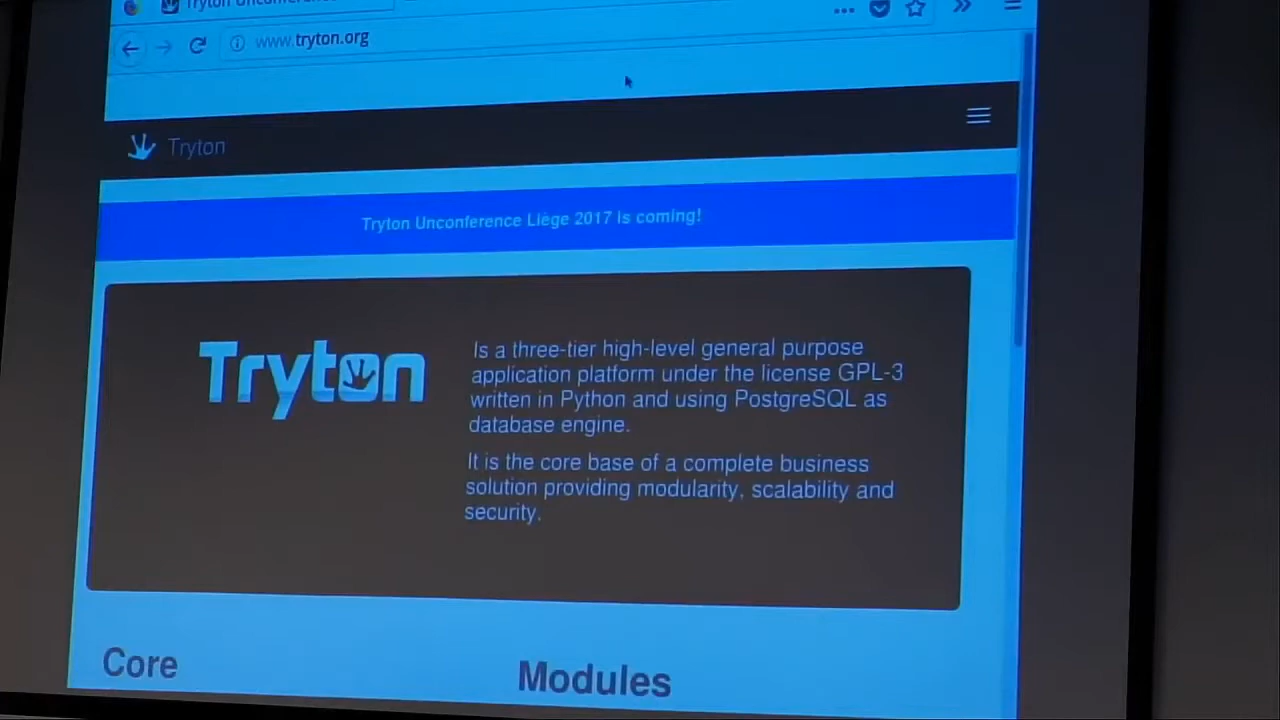 Tryton Unconference
www.tryton.org
Tryton
Tryton Unconference Liège 2017 is coming!
Tryton
Is a three-tier high-level general purpose
application platform under the license GPL-3
written in Python and using PostgreSQL as
database engine.
It is the core base of a complete business
solution providing modularity, scalability and
security.
Core
Modules